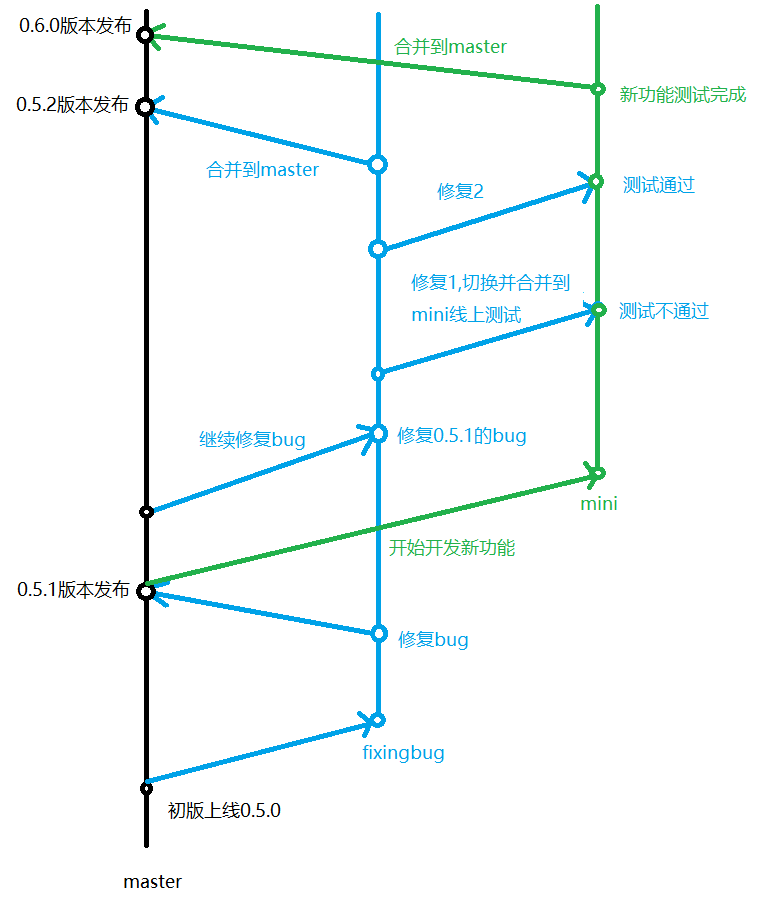 0.6.0版本发布
合并到master
新功能测试完成
0.5.2版本发布
合并到master
修复2
测试通过
修复1,切换并合并到
mini线上测试
测试不通过
继续修复bug
修复0.5.1的bug
mini
开始开发新功能
0.5.1版本发布
修复bug
fixingbug
初版上线0.5.0
master